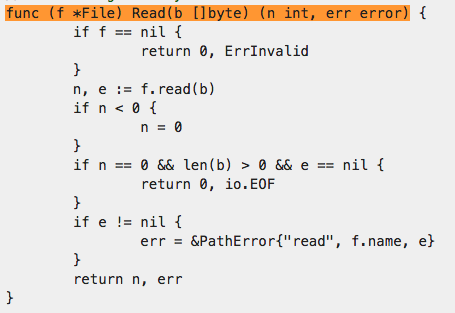 func (f *File) Read(b []byte) (n int, err error) {
        if f == nil {
                return 0, ErrInvalid
        }
        n, e := f.read(b)
        if n < 0 {
                n = 0
        }
        if n == 0 && len(b) > 0 && e == nil {
                return 0, io.EOF
        }
        if e != nil {
                err = &PathError{"read", f.name, e}
        }
        return n, err
}